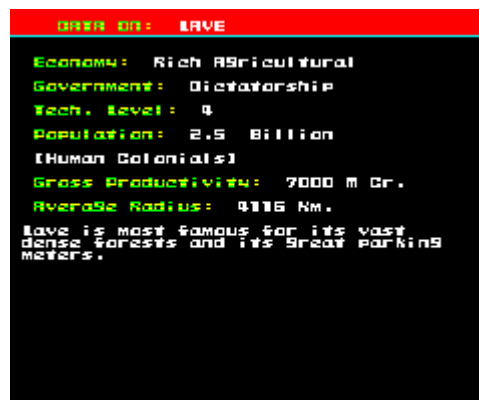 DATA ON: LAVE
Economy: Rich Agricultural
Government: Dictatorship
Tech. Level: 4
Population: 2.5 Billion
(Human Colonials)
Gross Productivity: 7000 M Cr.
Average Radius: 4116 Km.
Lave is most famous for its vast
dense forests and its great parking
meters.